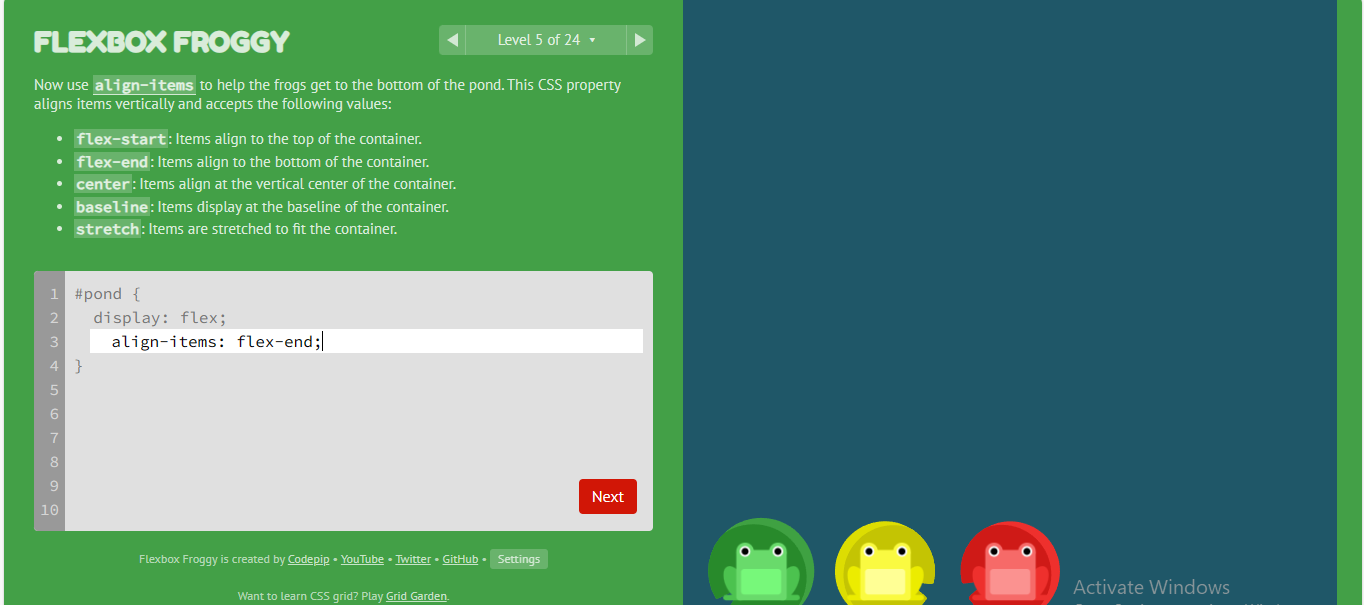 FLEXBOX FROGGY
Level 5 of 24
Now use align-items to help the frogs get to the bottom of the pond. This CSS property
aligns items vertically and accepts the following values:
flex-start: Items align to the top of the container.
flex-end: Items align to the bottom of the container.
center: Items align at the vertical center of the container.
baseline: Items display at the baseline of the container.
stretch: Items are stretched to fit the container.
1 #pond {
2 display: flex;
3 align-items: flex-end;
4 }
5
6
7
8
9
10
Next
Flexbox Froggy is created by Codepip • YouTube • Twitter • GitHub • Settings
Want to learn CSS grid? Play Grid Garden.
Activate Windows